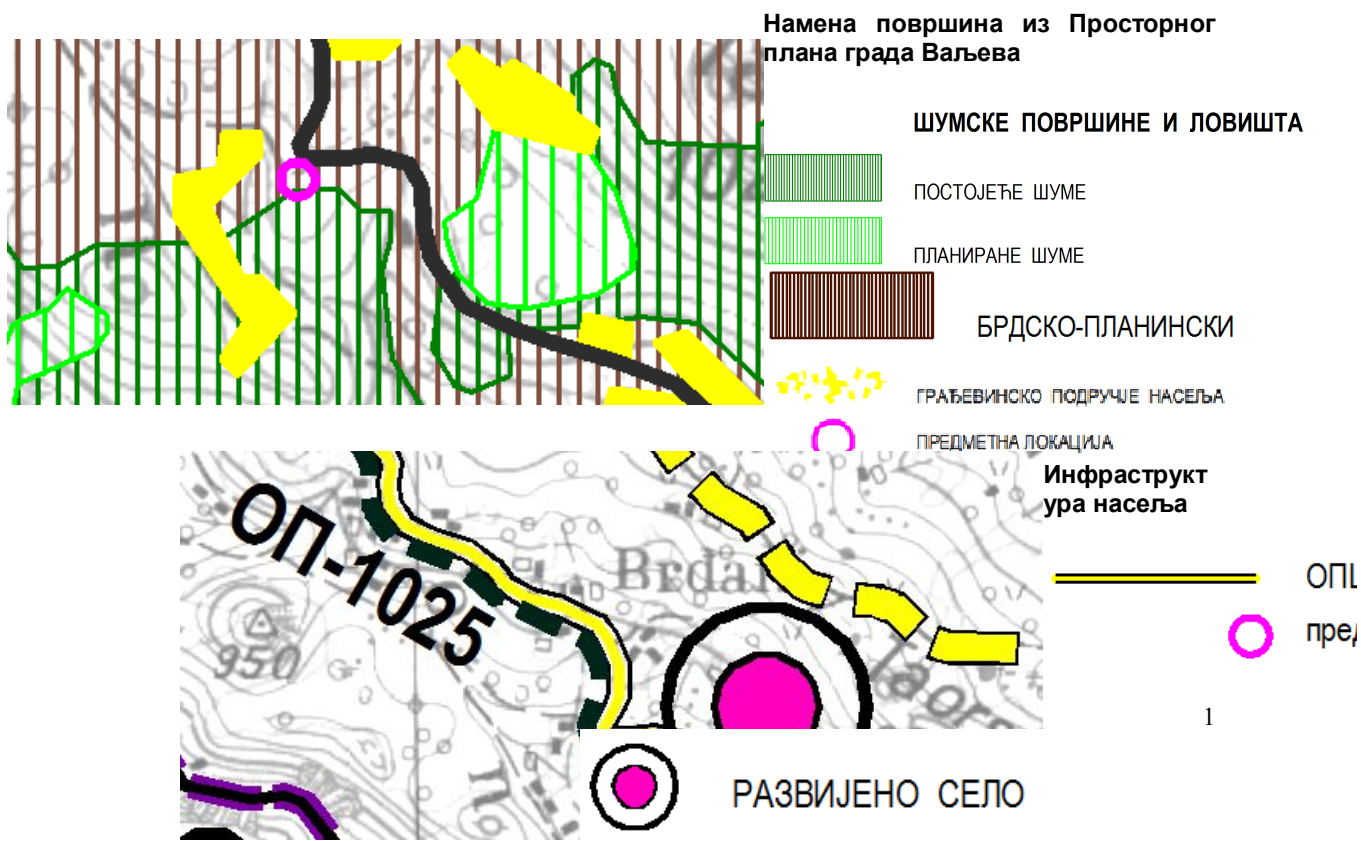 Намена површина из Просторног
плана града Ваљева
ШУМСКЕ ПОВРШИНЕ И ЛОВИШТА
ПОСТОЈЕЋЕ ШУМЕ
ПЛАНИРАНЕ ШУМЕ
БРДСКО-ПЛАНИНСКИ
ГРАЂЕВИНСКО ПОДРУЧЈЕ НАСЕЉА
ПРЕДМЕТНА ЛОКАЦИЈА
Инфраструкт
ура насеља
ОП-1025
950
1
РАЗВИЈЕНО СЕЛО